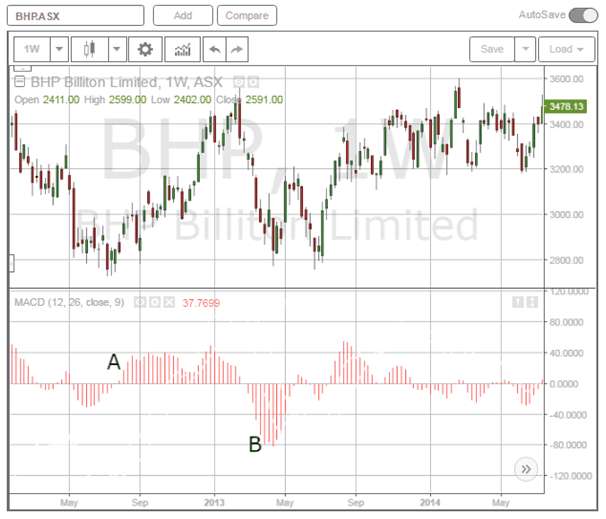 BHP.ASX Add Compare AutoSave
1W Save Load
BHP Billiton Limited, 1W, ASX
Open 2411.00 High 2599.00 Low 2402.00 Close 2591.00
3600.00
3478.13
3400.00
BHP, 1W
3200.00
BHP Billiton Limited
3000.00
2800.00
MACD (12, 26, close, 9) 37.7699
120.0000
80.0000
A
40.0000
0.0000
-40.0000
B
-80.0000
-120.0000
May Sep 2013 May Sep 2014 May